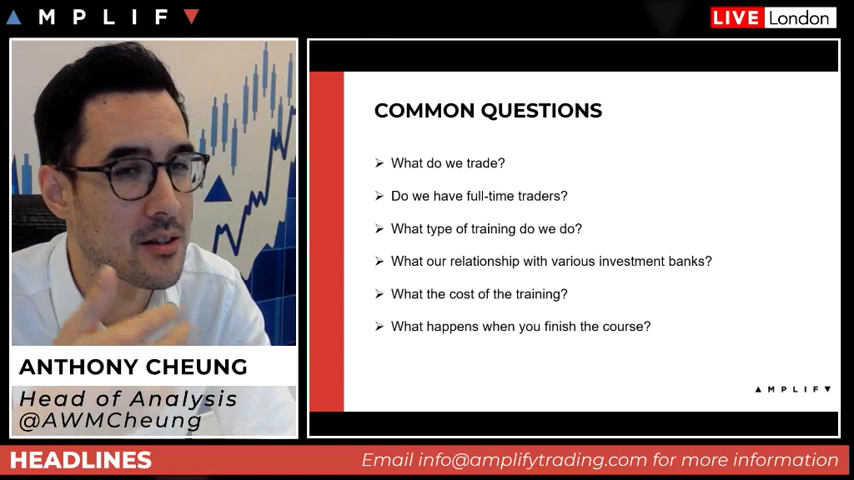 AMPLIFY
LIVE London
COMMON QUESTIONS
What do we trade?
Do we have full-time traders?
What type of training do we do?
What our relationship with various investment banks?
What the cost of the training?
What happens when you finish the course?
AMPLIFY
ANTHONY CHEUNG
Head of Analysis
@AWMCheung
HEADLINES
Email info@amplifytrading.com for more information